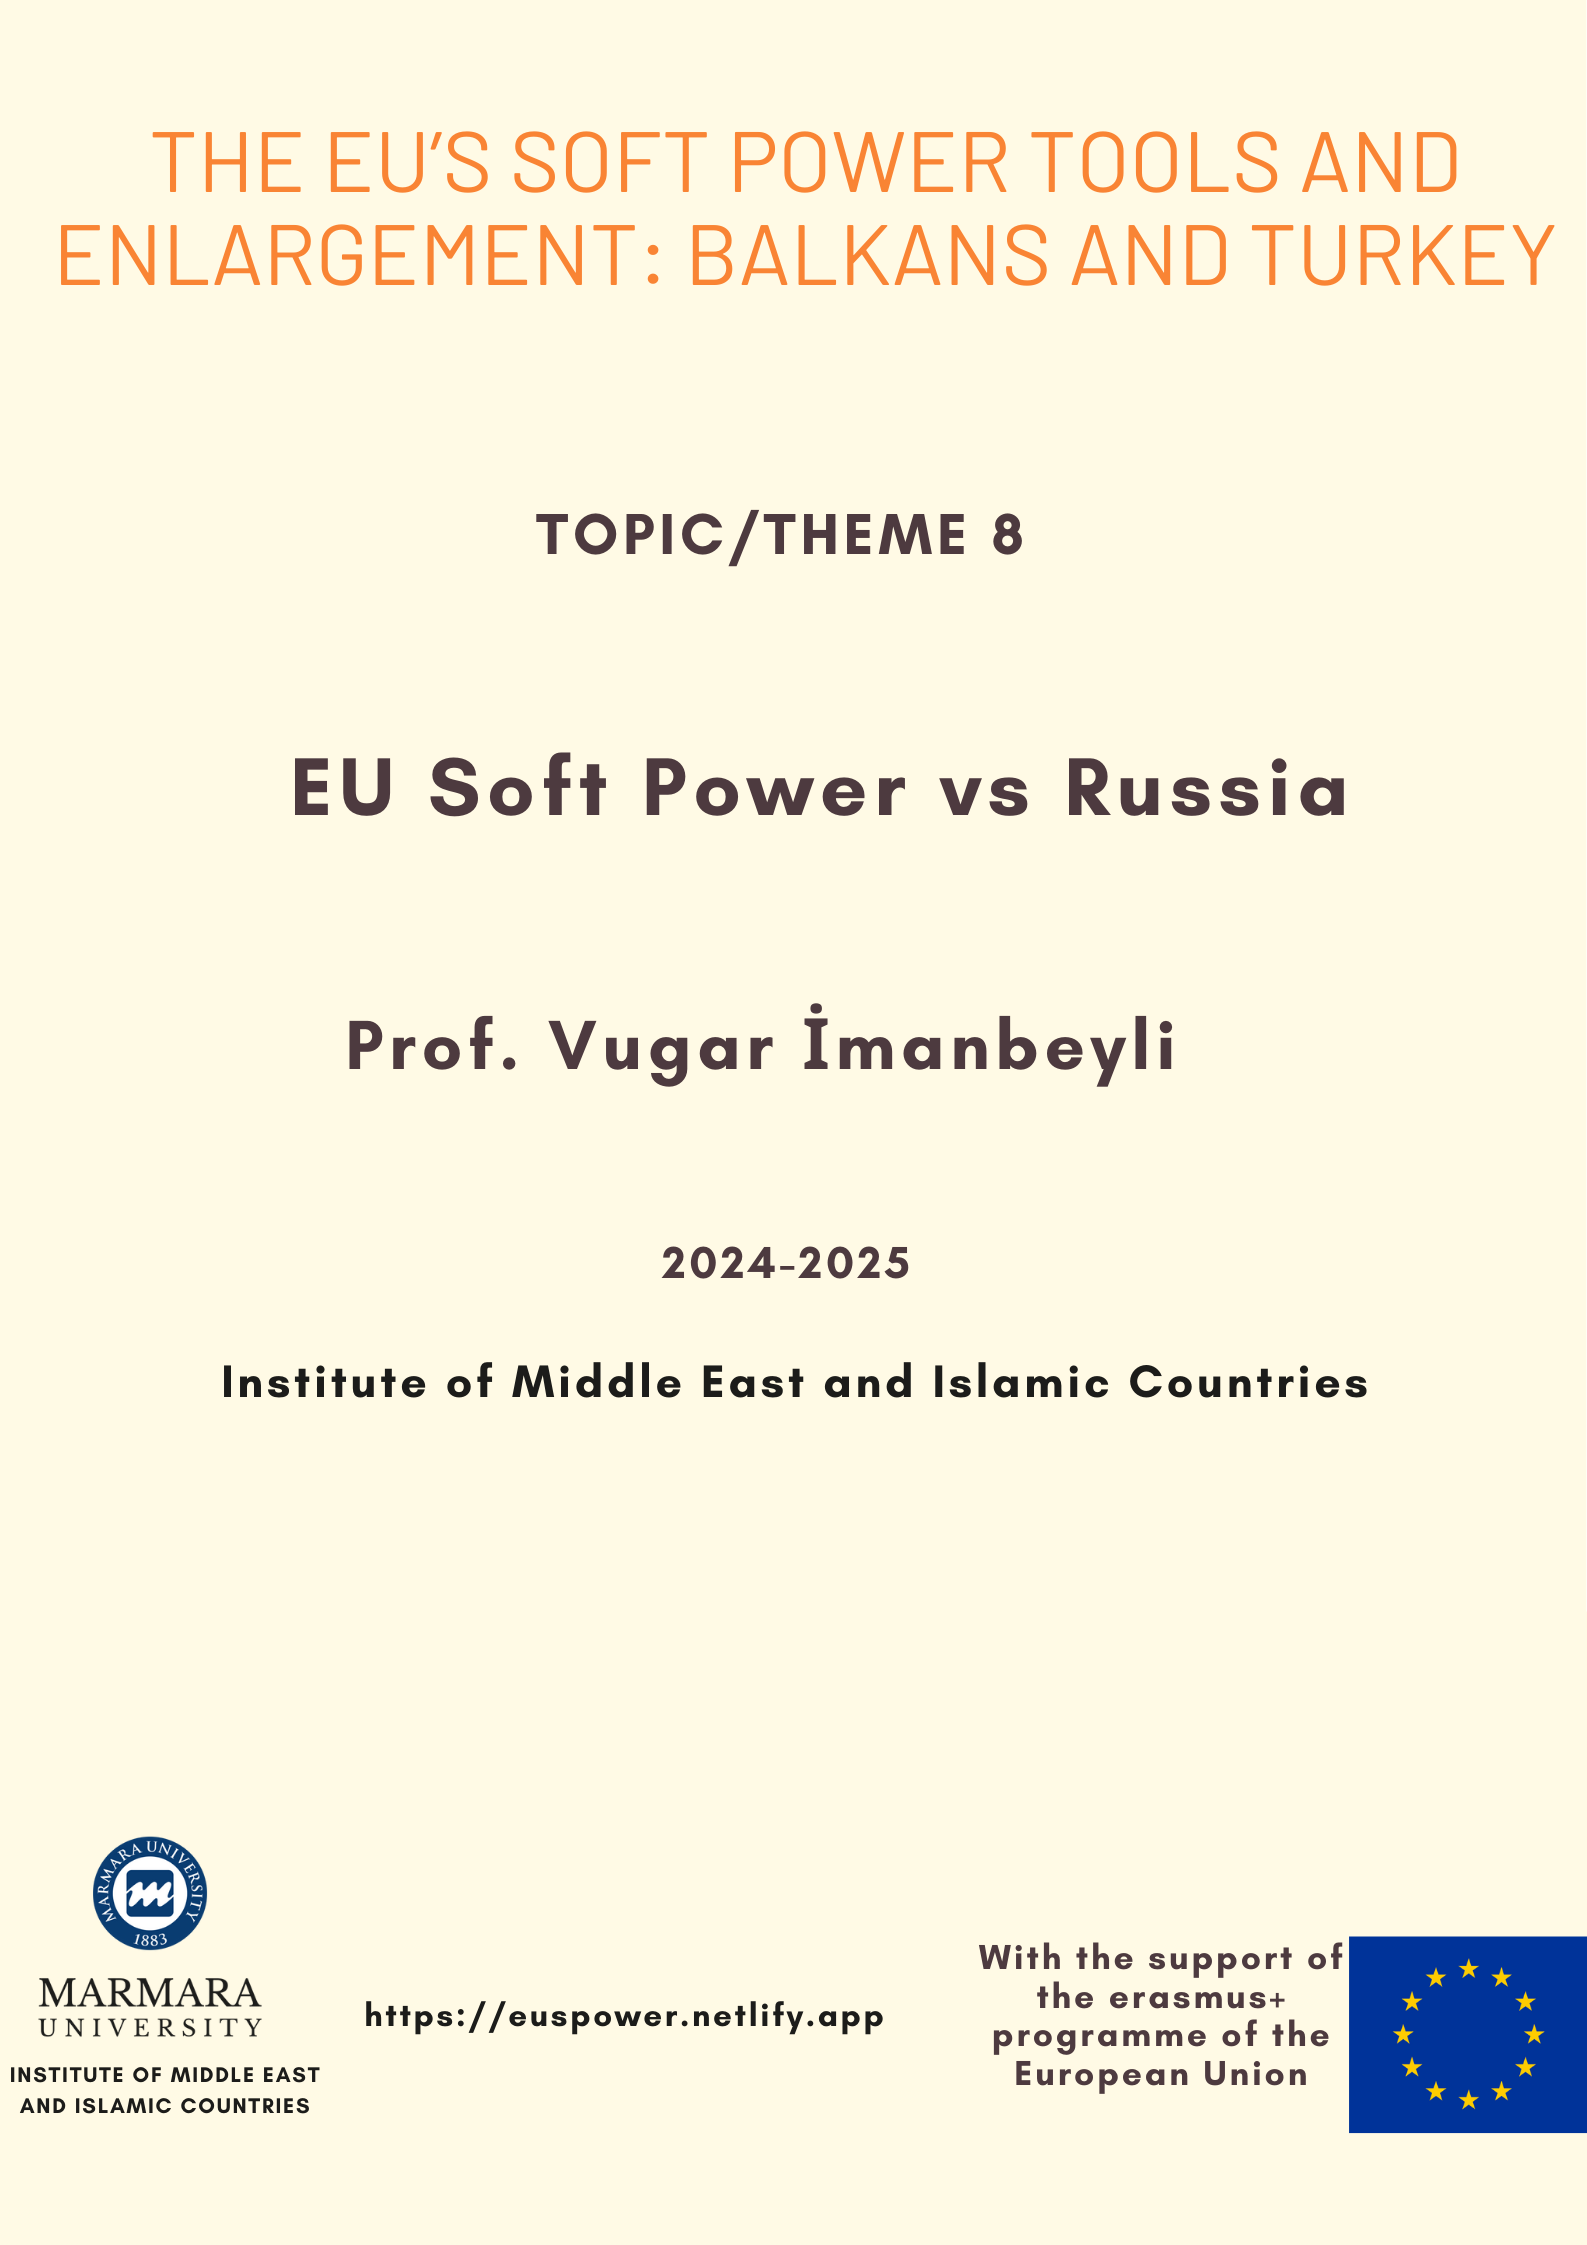 THE EU’S SOFT POWER TOOLS AND
ENLARGEMENT: BALKANS AND TURKEY
TOPIC/THEME 8
EU Soft Power vs Russia
Prof. Vugar İmanbeyli
2024-2025
Institute of Middle East and Islamic Countries
MARMARA UNIVERSITY
1883
m
MARMARA
UNIVERSITY
INSTITUTE OF MIDDLE EAST
AND ISLAMIC COUNTRIES
https://euspower.netlify.app
With the support of
the erasmus+
programme of the
European Union